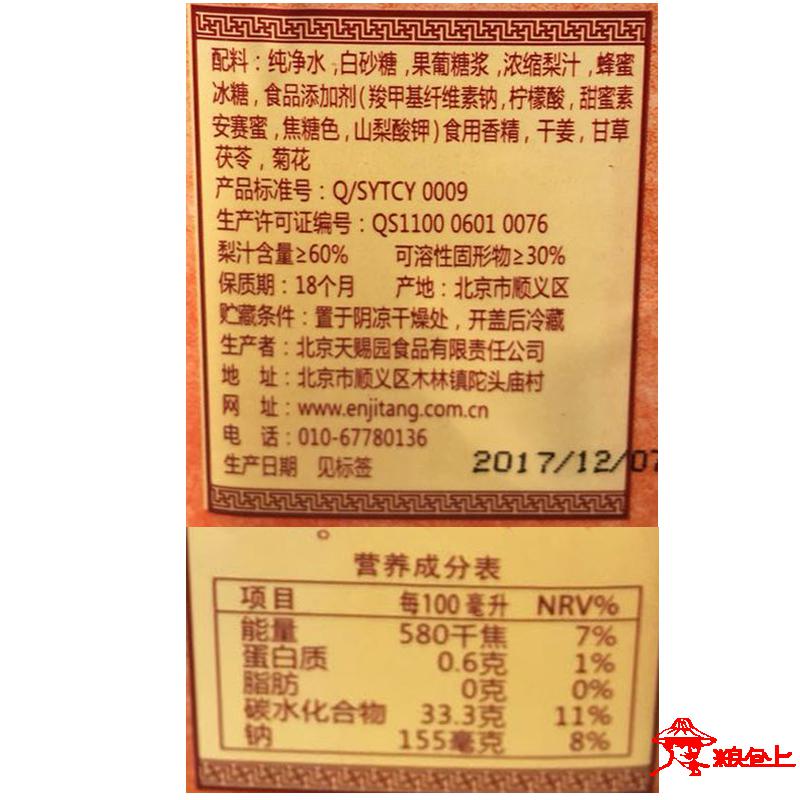 配料：纯净水,白砂糖,果葡糖浆,浓缩梨汁,蜂蜜
冰糖,食品添加剂(羧甲基纤维素钠,柠檬酸,甜蜜素
安赛蜜,焦糖色,山梨酸钾)食用香精,干姜,甘草
茯苓,菊花
产品标准号：Q/SYTCY 0009
生产许可证编号：QS1100 0601 0076
梨汁含量≥60% 可溶性固形物≥30%
保质期：18个月 产地：北京市顺义区
贮藏条件：置于阴凉干燥处，开盖后冷藏
生产者：北京天赐园食品有限责任公司
地 址：北京市顺义区木林镇陀头庙村
网 址：www.enjitang.com.cn
电 话：010-67780136
生产日期 见标签 2017/12/07
营养成分表
项目 每100毫升 NRV%
能量 580千焦 7%
蛋白质 0.6克 1%
脂肪 0克 0%
碳水化合物 33.3克 11%
钠 155毫克 8%
粮仓上